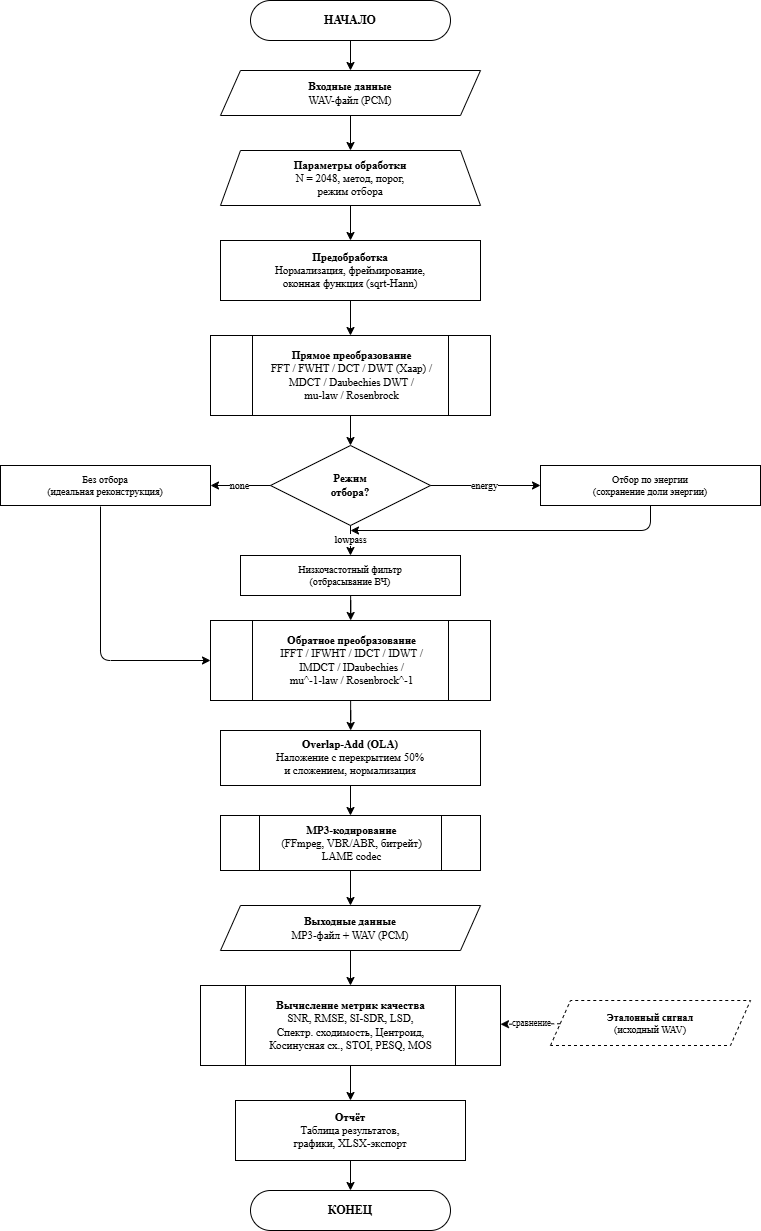 НАЧАЛО
Входные данные
WAV-файл (PCM)
Параметры обработки
N = 2048, метод, порог,
режим отбора
Предобработка
Нормализация, фреймирование,
оконная функция (sqrt-Hann)
Прямое преобразование
FFT / FWHT / DCT / DWT (Хаар) /
MDCT / Daubechies DWT /
mu-law / Rosenbrock
Без отбора
(идеальная реконструкция)
none
Режим
отбора?
energy
Отбор по энергии
(сохранение доли энергии)
lowpass
Низкочастотный фильтр
(отбрасывание ВЧ)
Обратное преобразование
IFFT / IFWHT / IDCT / IDWT /
IMDCT / IDaubechies /
mu^-1-law / Rosenbrock^-1
Overlap-Add (OLA)
Наложение с перекрытием 50%
и сложением, нормализация
MP3-кодирование
(FFmpeg, VBR/ABR, битрейт)
LAME codec
Выходные данные
MP3-файл + WAV (PCM)
Вычисление метрик качества
SNR, RMSE, SI-SDR, LSD,
Спектр. сходимость, Центроид,
Косинусная сх., STOI, PESQ, MOS
сравнение
Эталонный сигнал
(исходный WAV)
Отчёт
Таблица результатов,
графики, XLSX-экспорт
КОНЕЦ